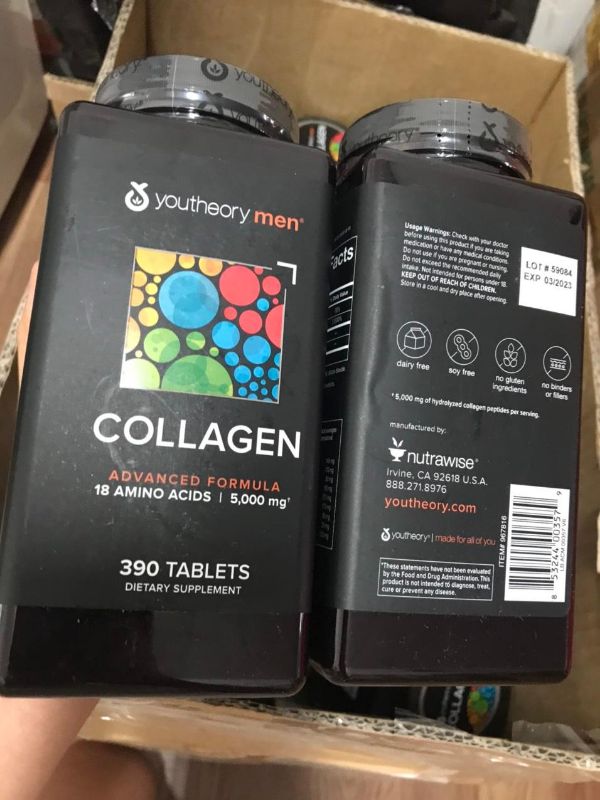 youtheory
youtheory men®
COLLAGEN
ADVANCED FORMULA
18 AMINO ACIDS | 5,000 mg†
390 TABLETS
DIETARY SUPPLEMENT
Facts
Usage Warnings: Check with your doctor
before using this product if you are taking
medication or have any medical conditions.
Do not use if you are pregnant or nursing.
Do not exceed the recommended daily
intake. Not intended for persons under 18.
KEEP OUT OF REACH OF CHILDREN.
Store in a cool and dry place after opening.
LOT # 59084
EXP 03/2023
dairy free
soy free
no gluten
ingredients
no binders
or fillers
†5,000 mg of hydrolyzed collagen peptides per serving.
manufactured by:
nutrawise®
Irvine, CA 92618 U.S.A.
888.271.8976
youtheory.com
youtheory® | made for all of you
*These statements have not been evaluated
by the Food and Drug Administration. This
product is not intended to diagnose, treat,
cure or prevent any disease.
ITEM# 967816
8 53244 00357 9